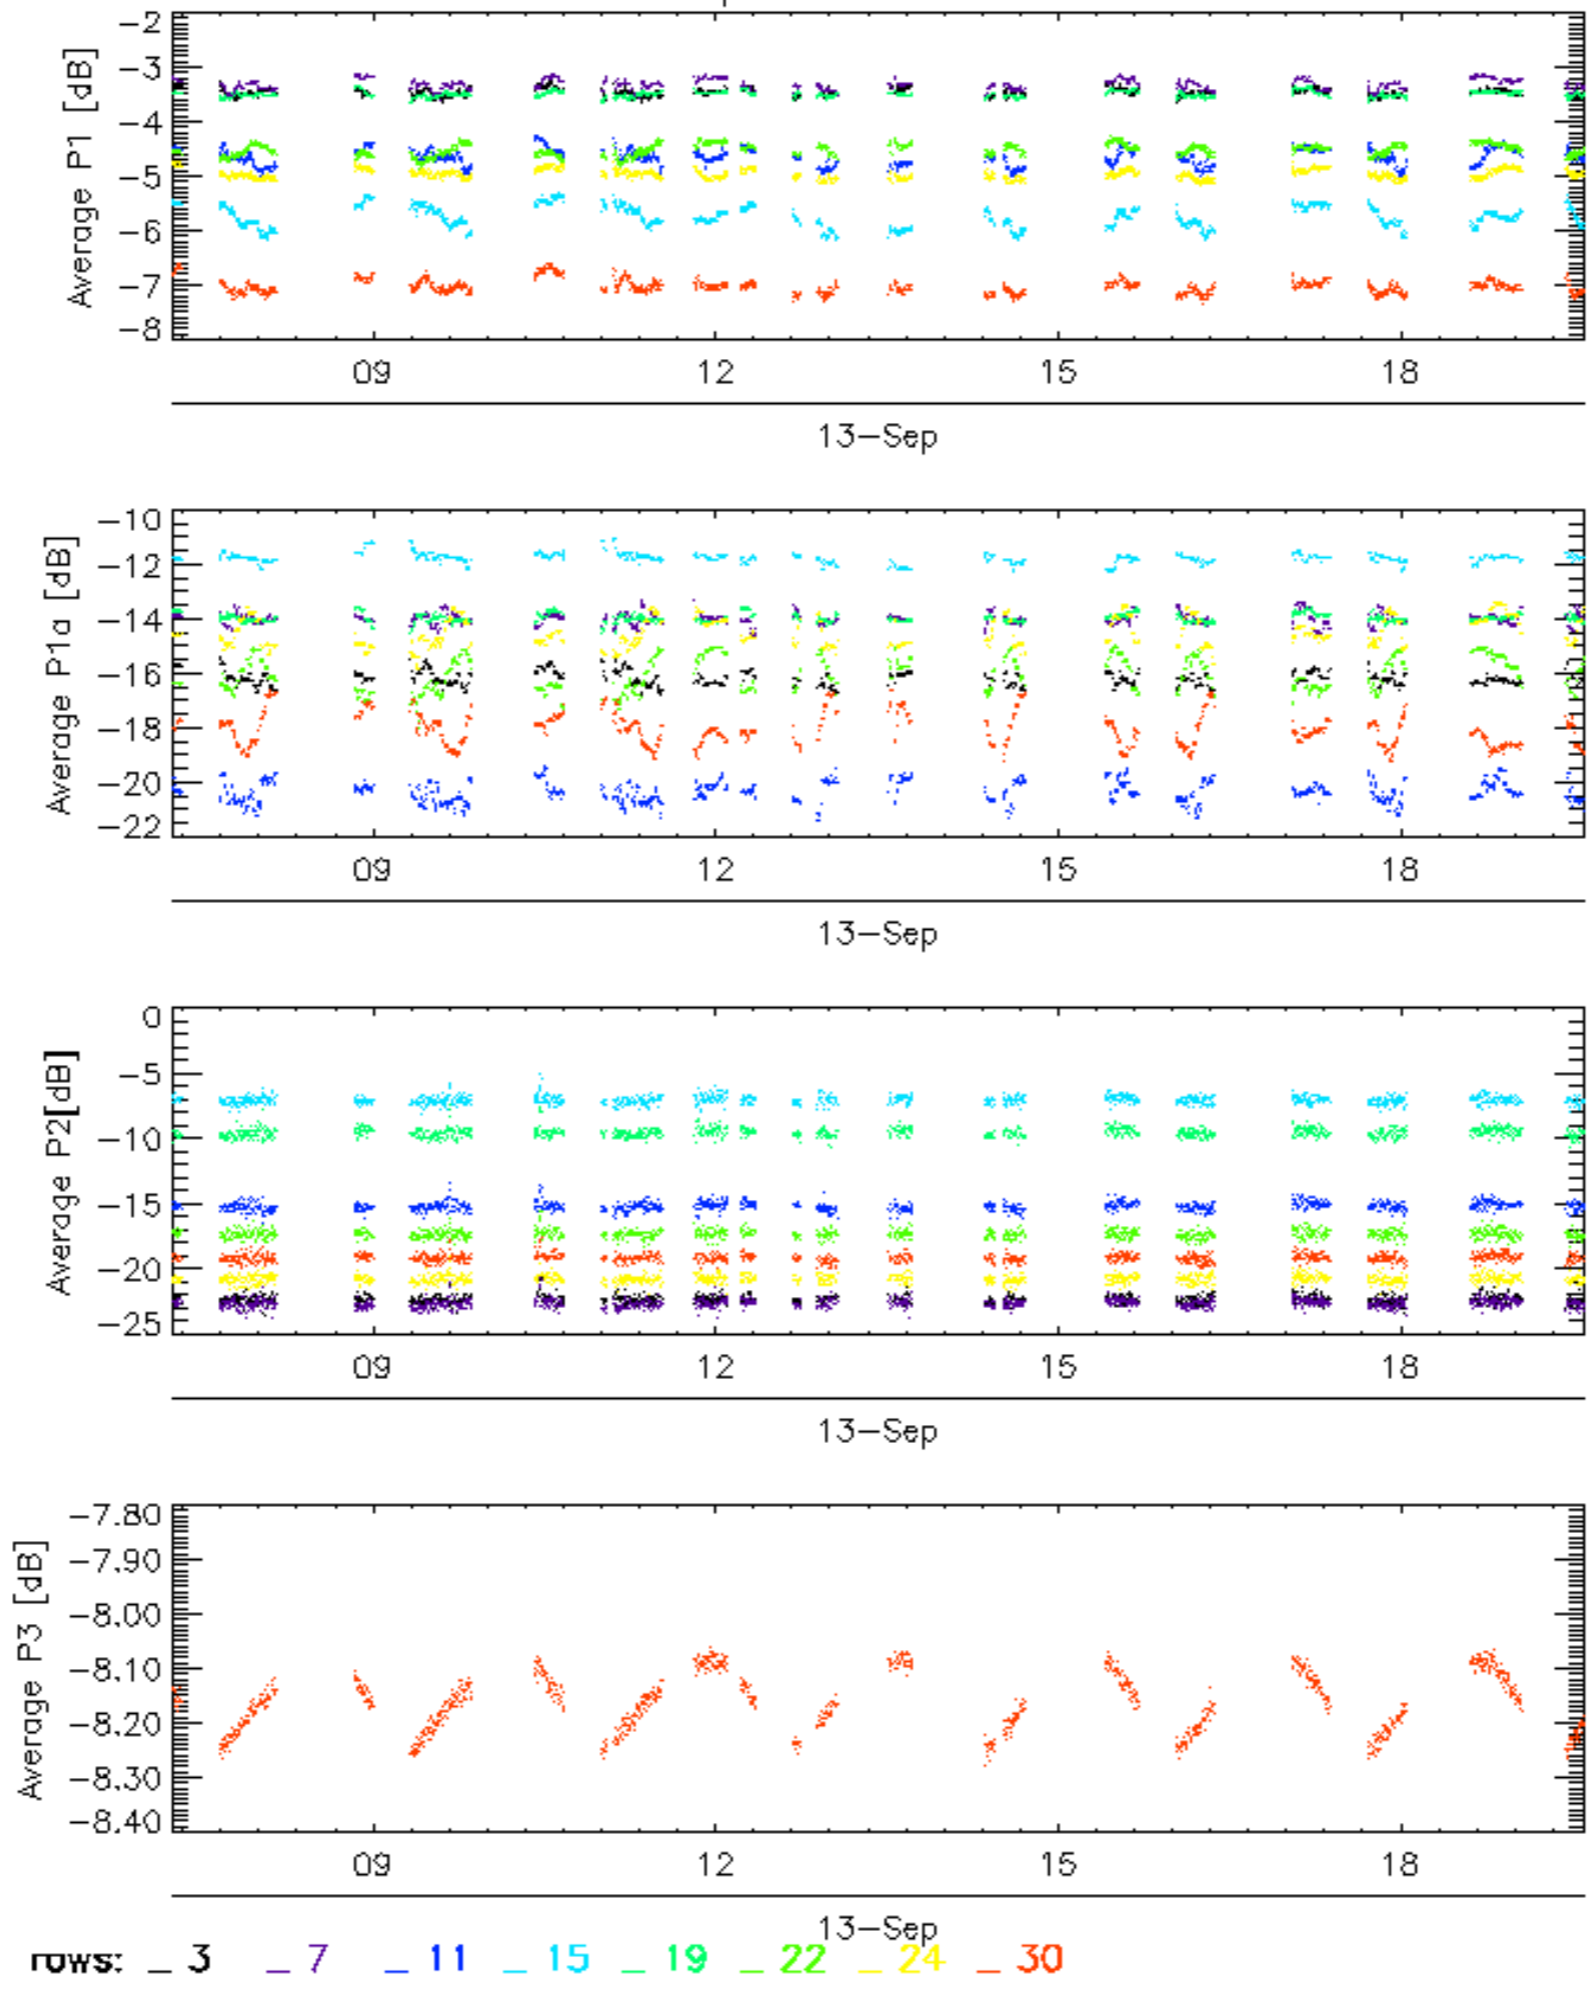 Average P1 [dB]
-2
-3
-4
-5
-6
-7
-8
09 12 15 18
13-Sep
Average P1a [dB]
-10
-12
-14
-16
-18
-20
-22
09 12 15 18
13-Sep
Average P2[dB]
0
-5
-10
-15
-20
-25
09 12 15 18
13-Sep
Average P3 [dB]
-7.80
-7.90
-8.00
-8.10
-8.20
-8.30
-8.40
09 12 15 18
13-Sep
rows: _ 3 _ 7 _ 11 _ 15 _ 19 _ 22 _ 24 _ 30